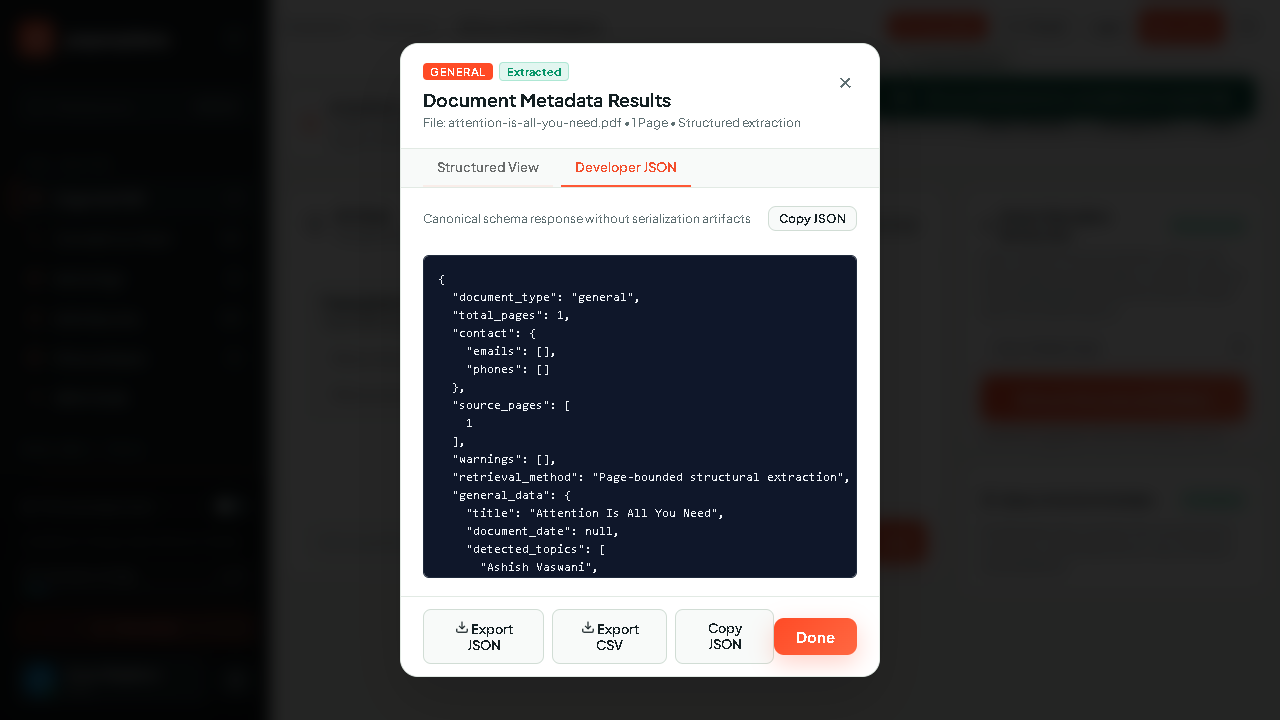 GENERAL Extracted
Document Metadata Results
File: attention-is-all-you-need.pdf • 1 Page • Structured extraction
Structured View Developer JSON
Canonical schema response without serialization artifacts Copy JSON
{
  "document_type": "general",
  "total_pages": 1,
  "contact": {
    "emails": [],
    "phones": []
  },
  "source_pages": [
    1
  ],
  "warnings": [],
  "retrieval_method": "Page-bounded structural extraction",
  "general_data": {
    "title": "Attention Is All You Need",
    "document_date": null,
    "detected_topics": [
      "Ashish Vaswani",
Export JSON
Export CSV
Copy JSON
Done